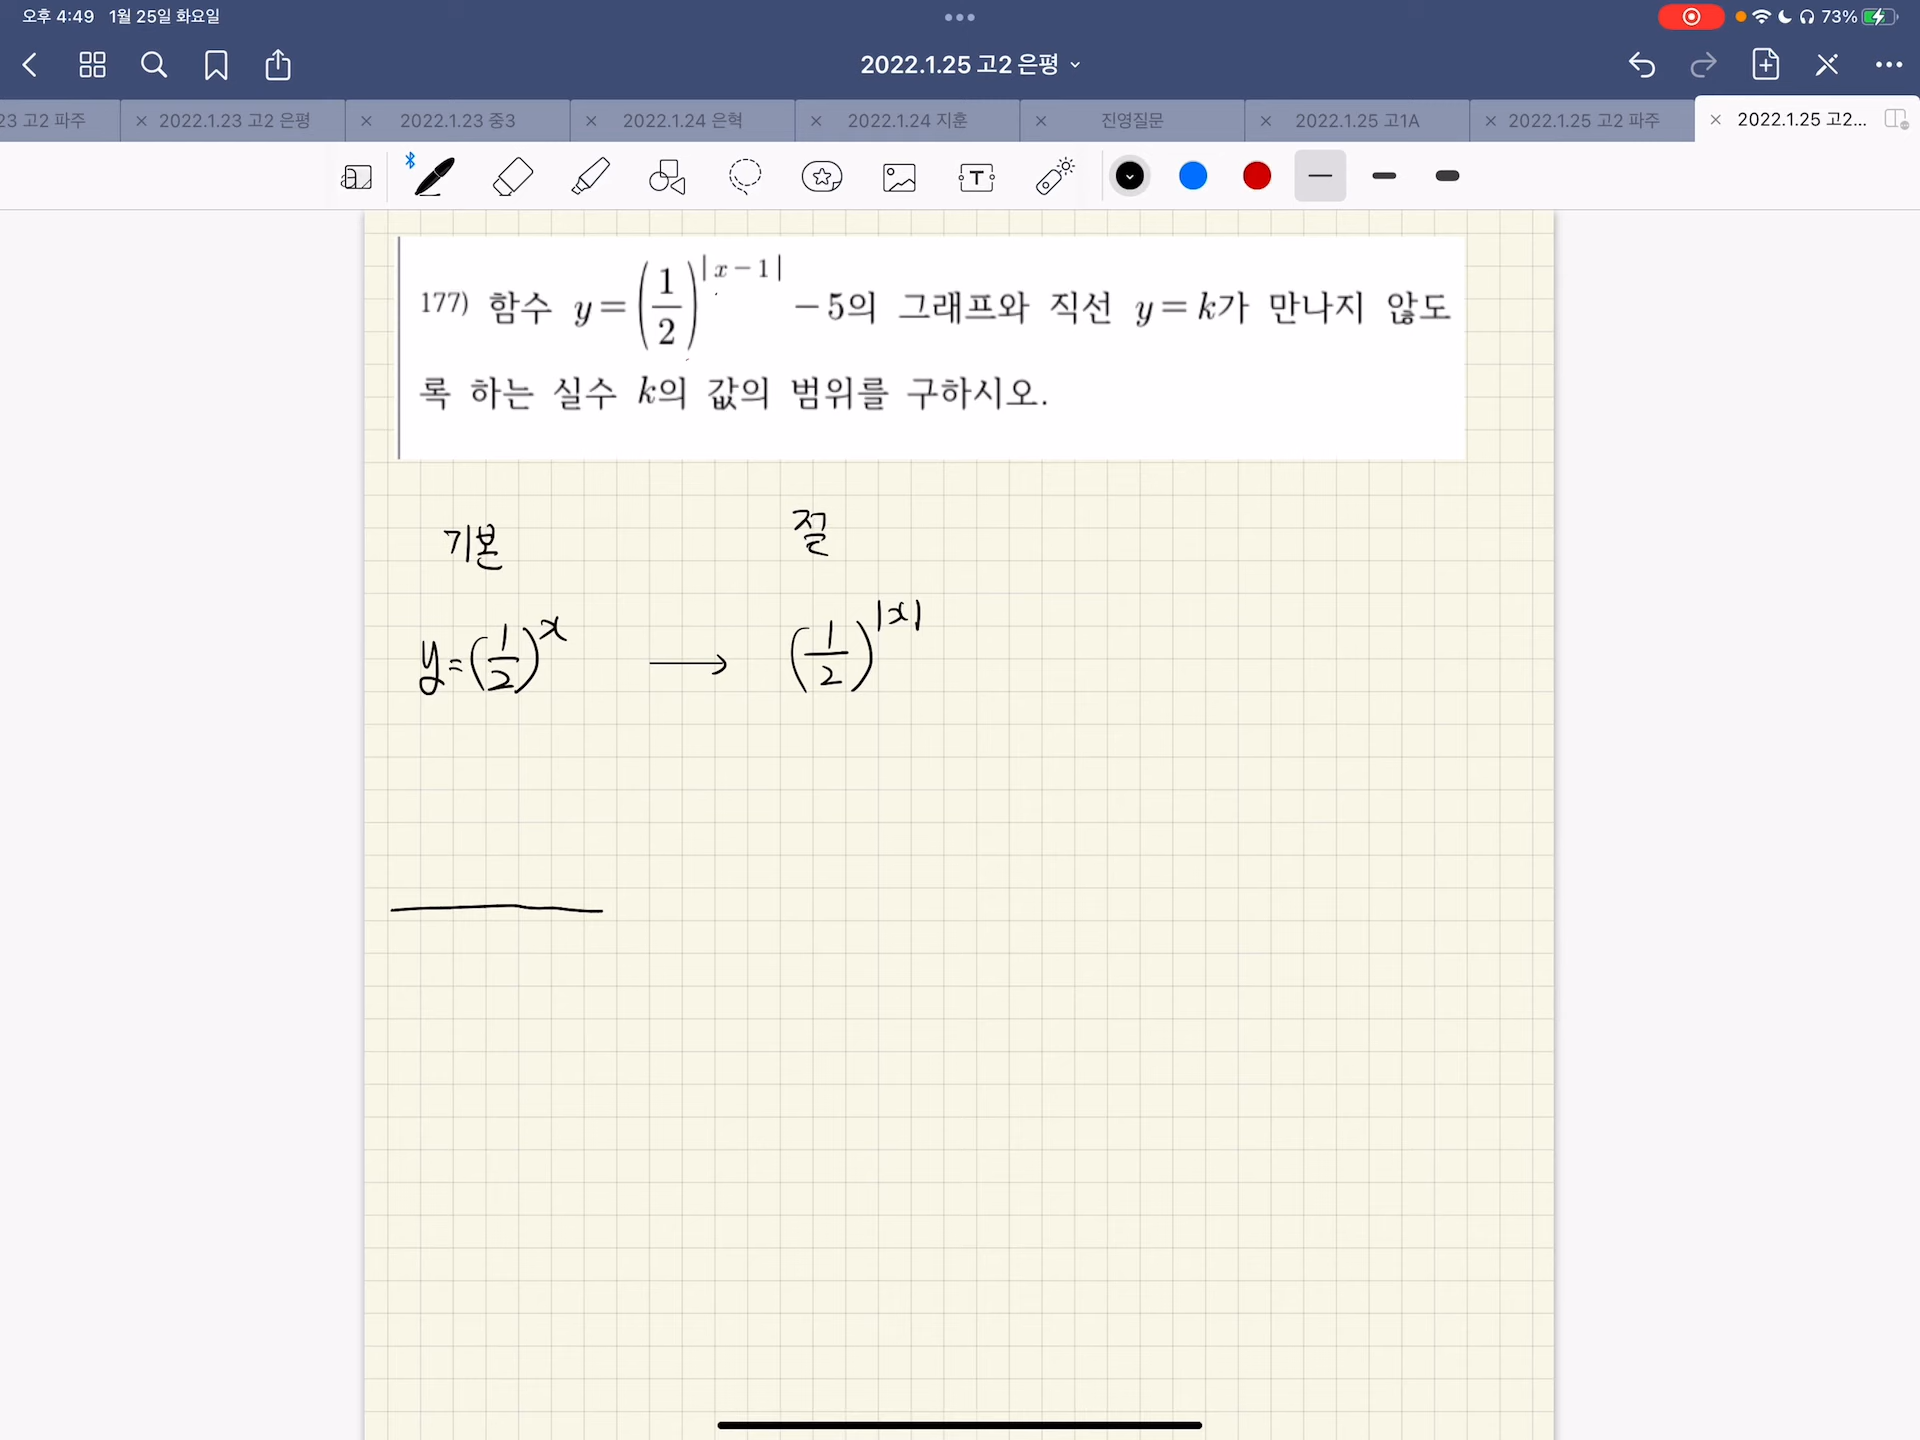 오후 4:49 1월 25일 화요일
73%
2022.1.25 고2 은평
23 고2 파주
2022.1.23 고2 은평
2022.1.23 중3
2022.1.24 은혁
2022.1.24 지훈
진영질문
2022.1.25 고1A
2022.1.25 고2 파주
2022.1.25 고2...
177) 함수 y=(1/2)^|x-1| -5의 그래프와 직선 y=k가 만나지 않도
록 하는 실수 k의 값의 범위를 구하시오.
기본 절
y=(1/2)^x → (1/2)^|x|